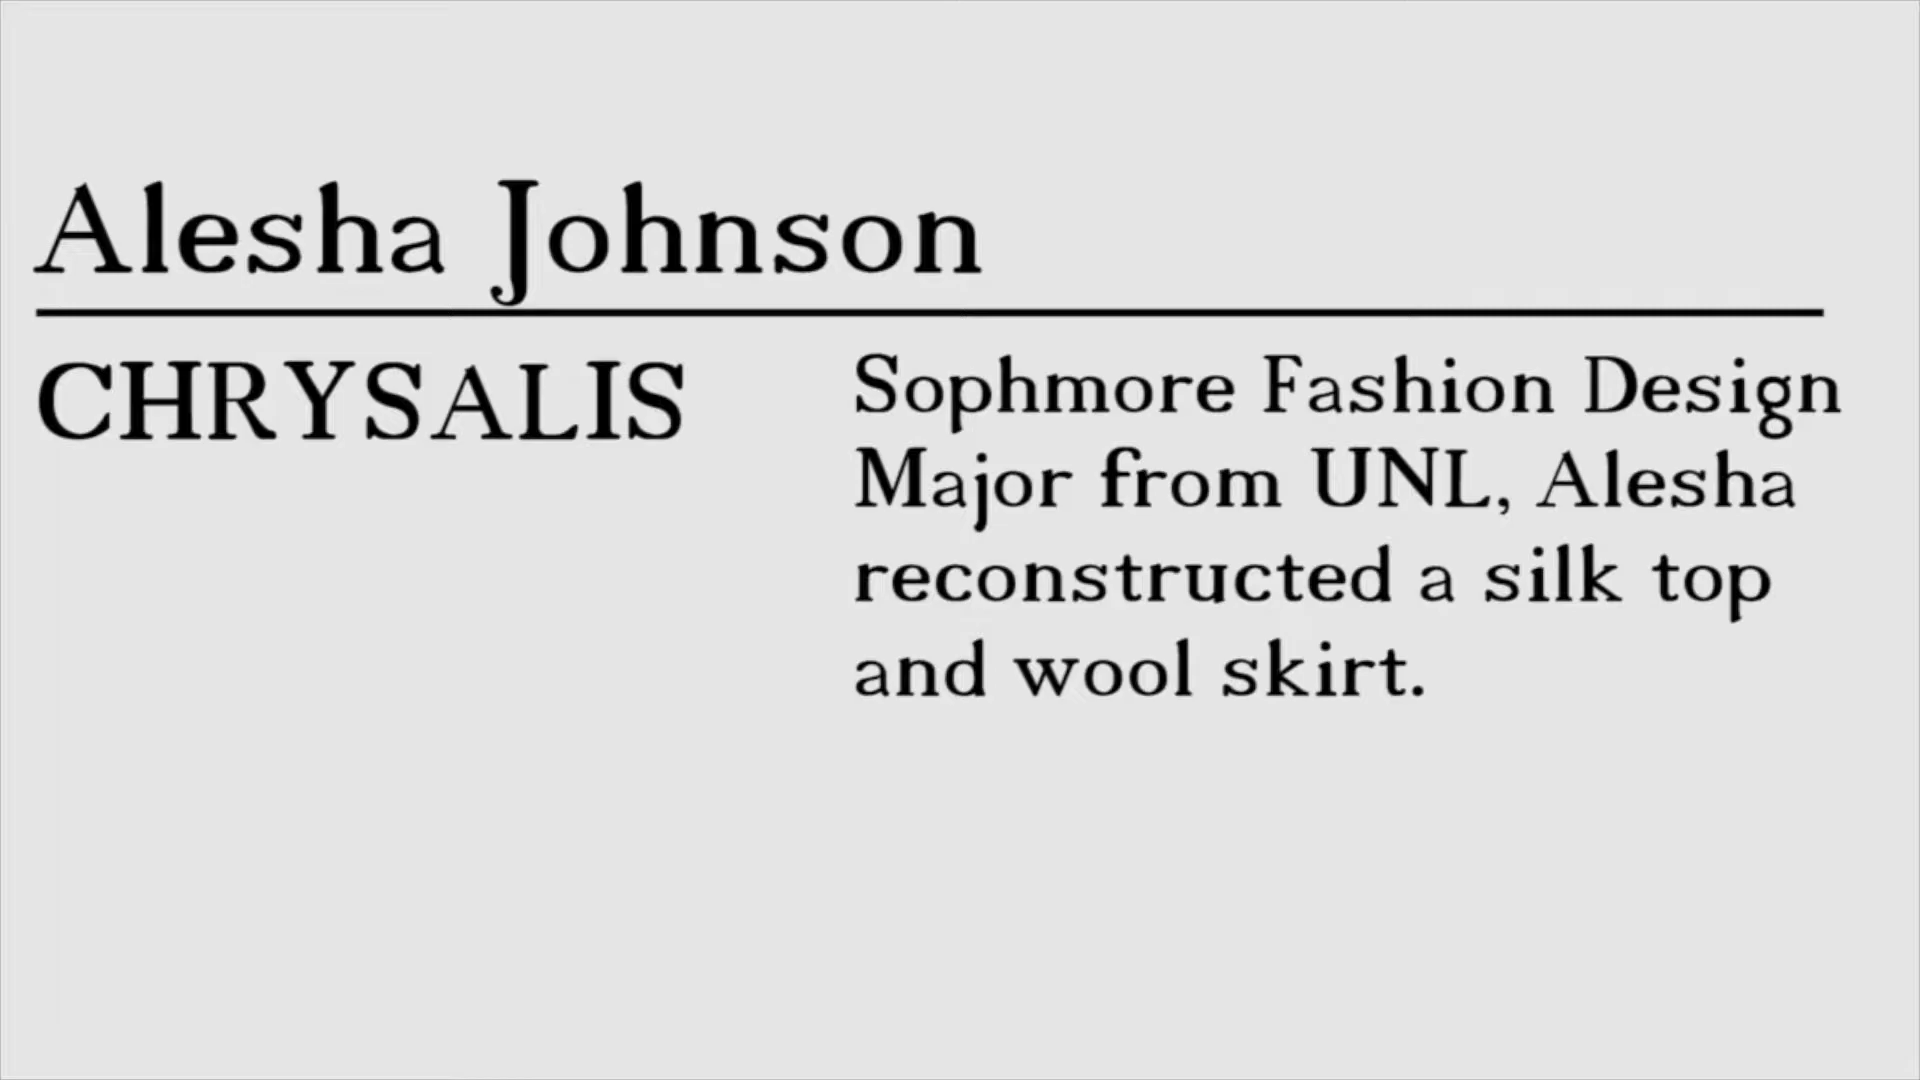 Alesha Johnson
CHRYSALIS
Sophmore Fashion Design
Major from UNL, Alesha
reconstructed a silk top
and wool skirt.